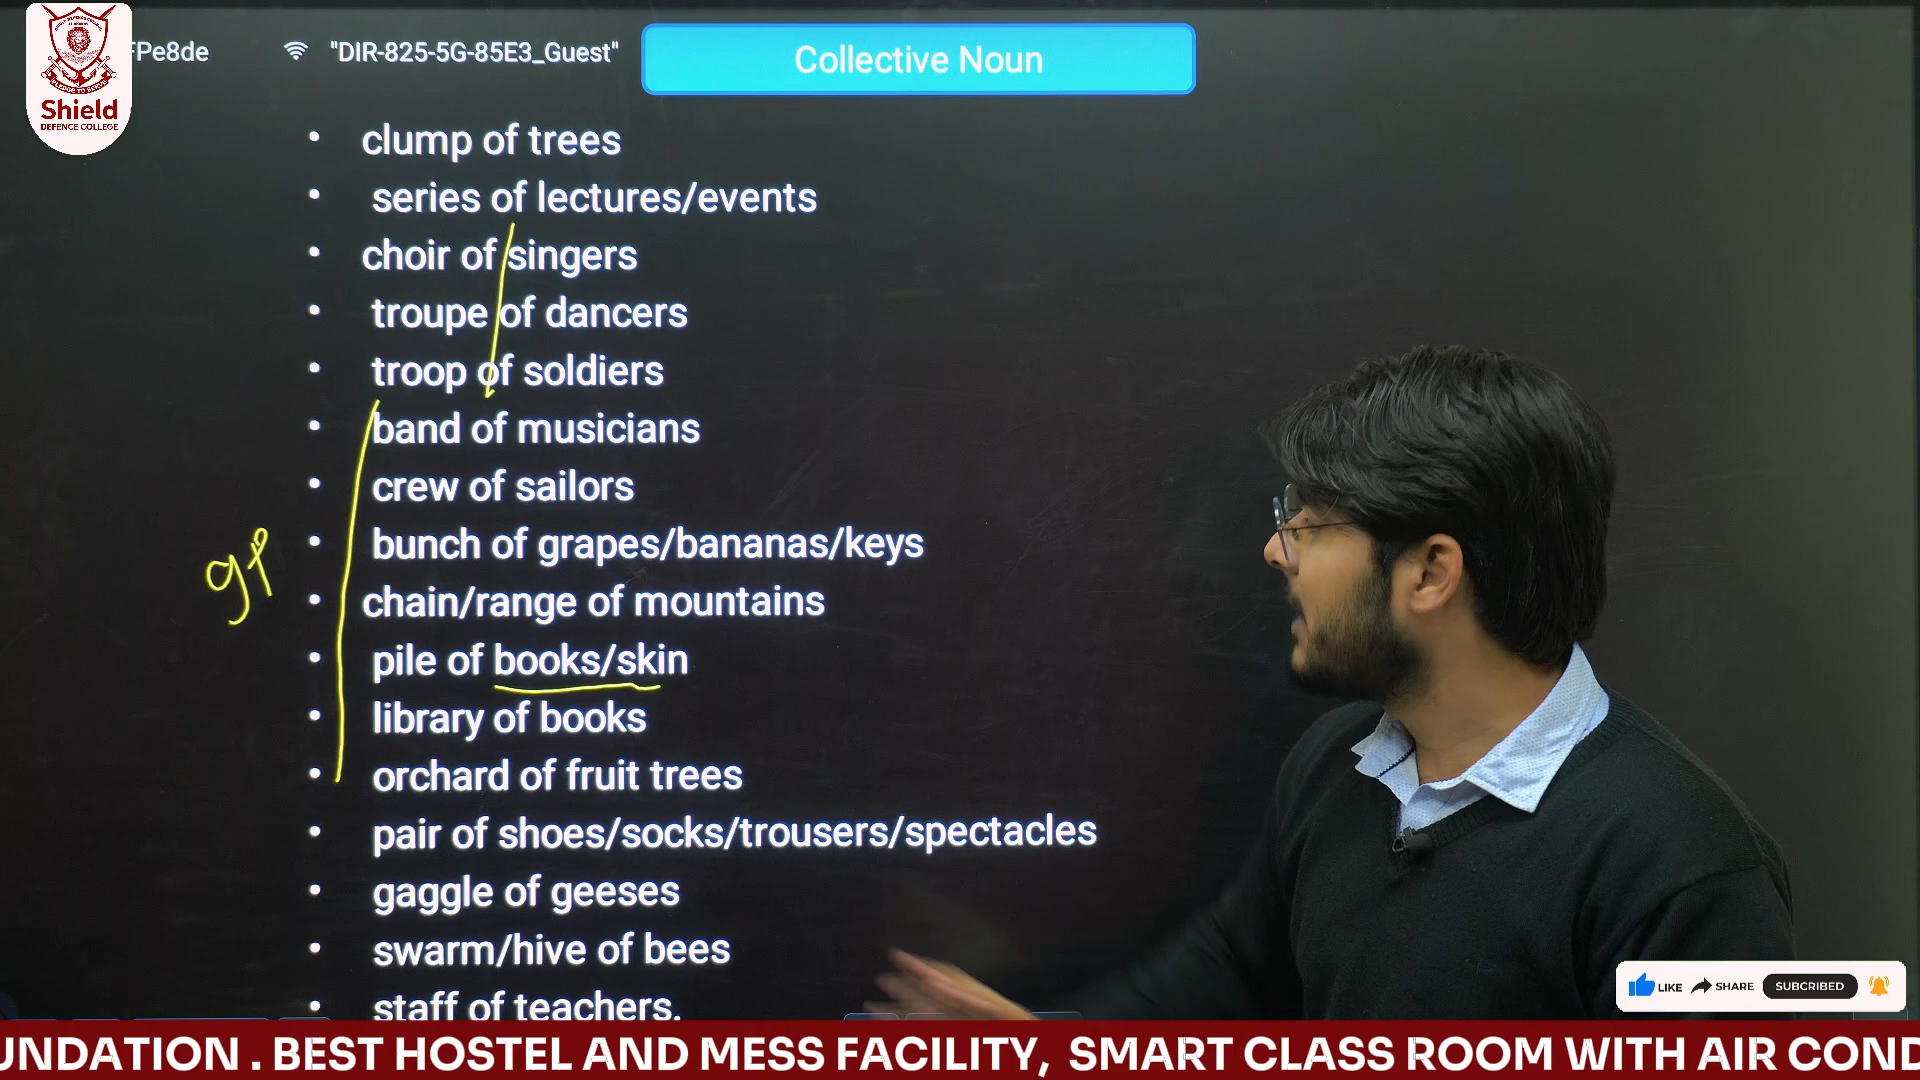 FPe8de
"DIR-825-5G-85E3_Guest"
Collective Noun
Shield
DEFENCE COLLEGE
• clump of trees
• series of lectures/events
• choir of singers
• troupe of dancers
• troop of soldiers
• band of musicians
• crew of sailors
• bunch of grapes/bananas/keys
• chain/range of mountains
• pile of books/skin
• library of books
• orchard of fruit trees
• pair of shoes/socks/trousers/spectacles
• gaggle of geeses
• swarm/hive of bees
• staff of teachers.
LIKE SHARE SUBCRIBED
UNDATION . BEST HOSTEL AND MESS FACILITY, SMART CLASS ROOM WITH AIR COND